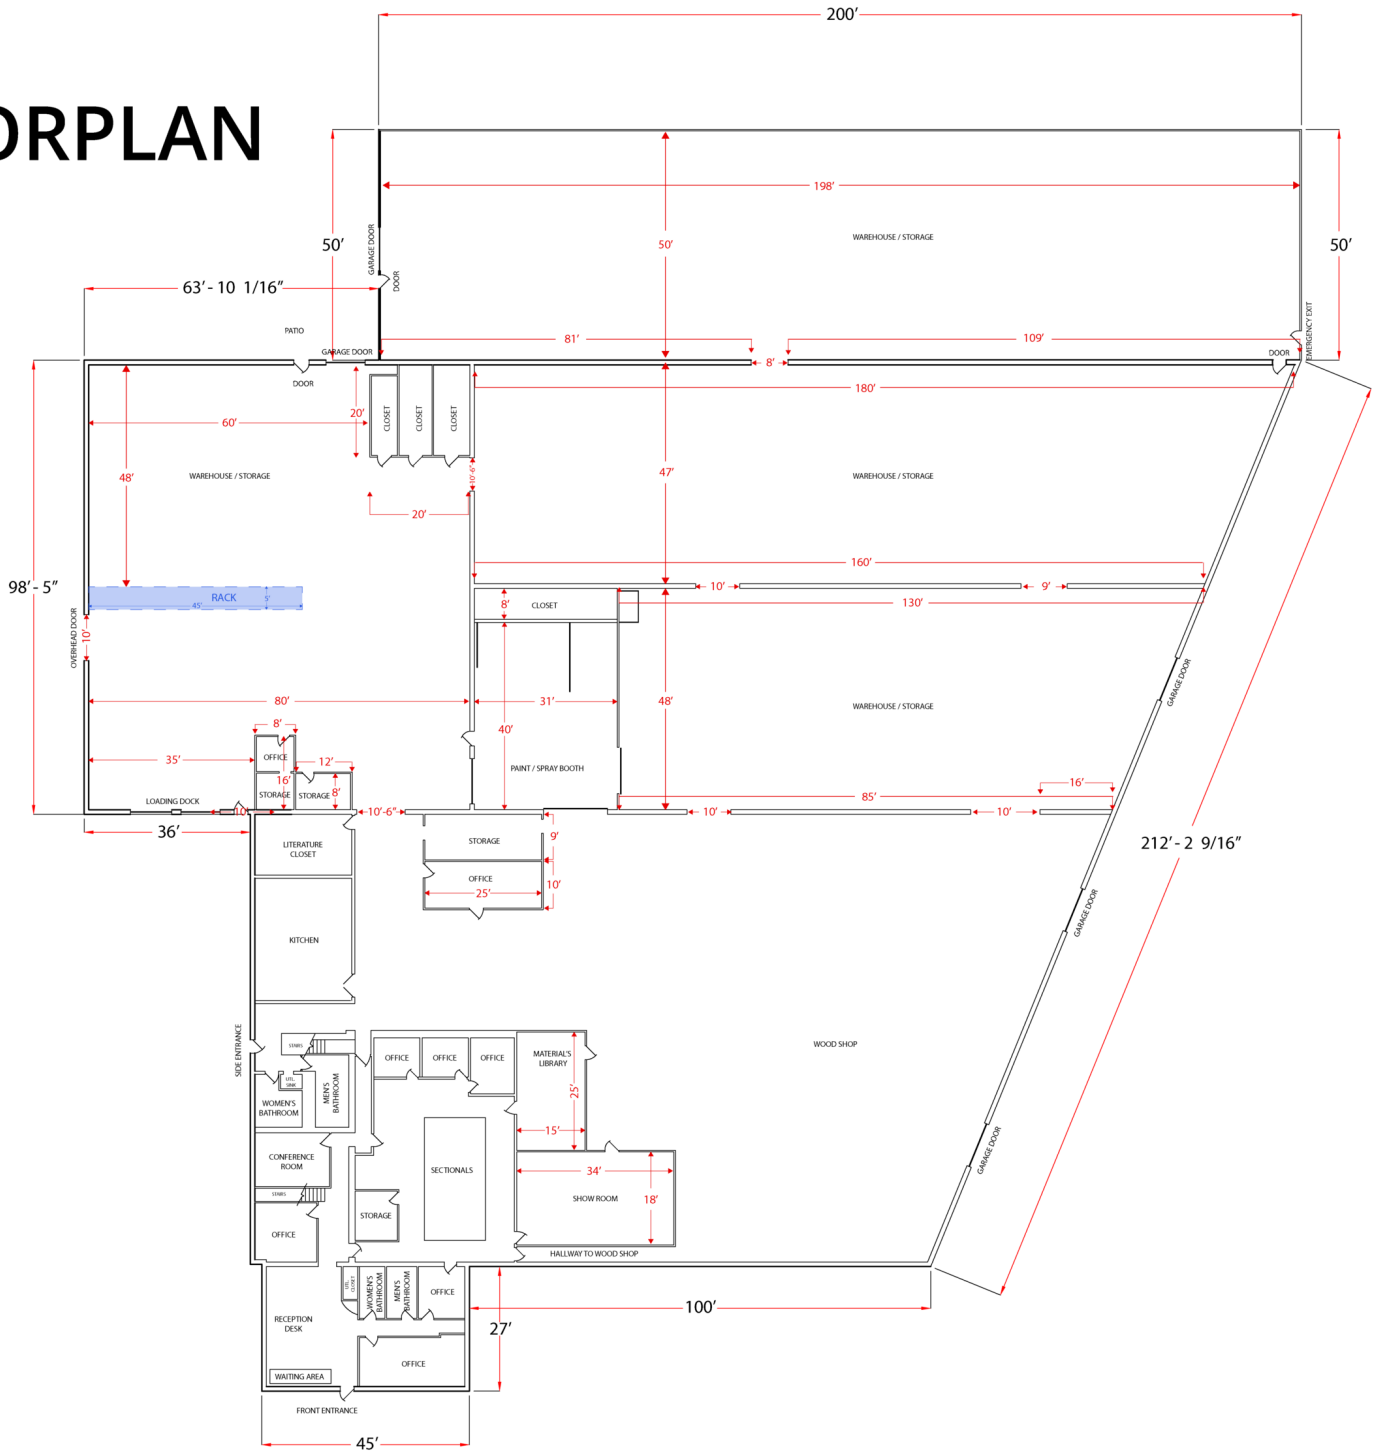 200'
ORPLAN
198'
GARAGE DOOR
50'
50'
WAREHOUSE / STORAGE
50'
DOOR
63' - 10 1/16"
EMERGENCY EXIT
PATIO
81'
109'
GARAGE DOOR
DOOR
8'
DOOR
180'
20'
CLOSET
CLOSET
CLOSET
60'
48'
WAREHOUSE / STORAGE
10'-6"
47'
WAREHOUSE / STORAGE
20'
160'
98' - 5"
10'
9'
RACK
5'
45'
8'
CLOSET
130'
OVERHEAD DOOR
10'
GARAGE DOOR
80'
31'
48'
WAREHOUSE / STORAGE
8'
40'
OFFICE
35'
12'
PAINT / SPRAY BOOTH
16'
16'
STORAGE
STORAGE
8'
85'
LOADING DOCK
10'
10'-6"
10'
10'
36'
9'
LITERATURE
CLOSET
STORAGE
212' - 2 9/16"
OFFICE
10'
25'
GARAGE DOOR
KITCHEN
SIDE ENTRANCE
STAIRS
WOOD SHOP
OFFICE
OFFICE
OFFICE
MATERIAL'S
LIBRARY
UTL.
SINK
MEN'S
BATHROOM
25'
WOMEN'S
BATHROOM
15'
GARAGE DOOR
CONFERENCE
ROOM
SECTIONALS
34'
STAIRS
SHOW ROOM
18'
STORAGE
OFFICE
HALLWAY TO WOOD SHOP
UTL.
CLOSET
WOMEN'S
BATHROOM
MEN'S
BATHROOM
OFFICE
100'
RECEPTION
DESK
27'
OFFICE
WAITING AREA
FRONT ENTRANCE
45'